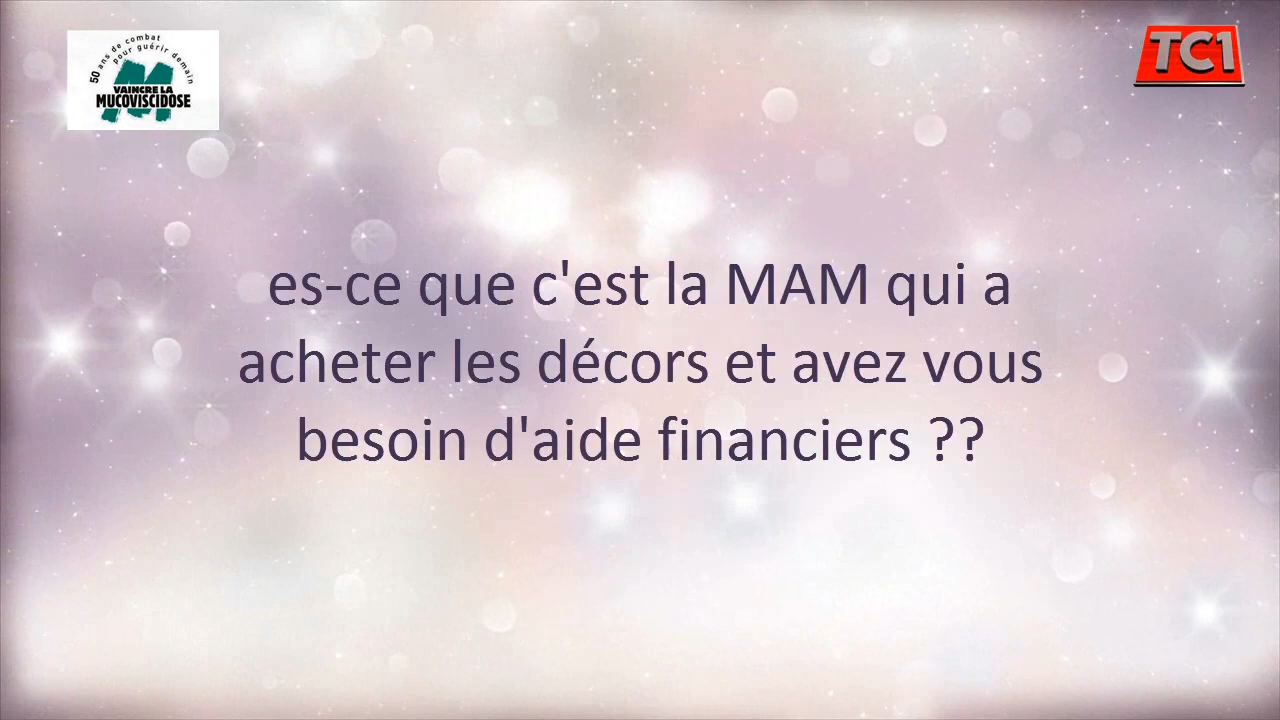 50 ans de combat
pour guérir demain
VAINCRE LA
MUCOVISCIDOSE
TC1
es-ce que c'est la MAM qui a
acheter les décors et avez vous
besoin d'aide financiers ??